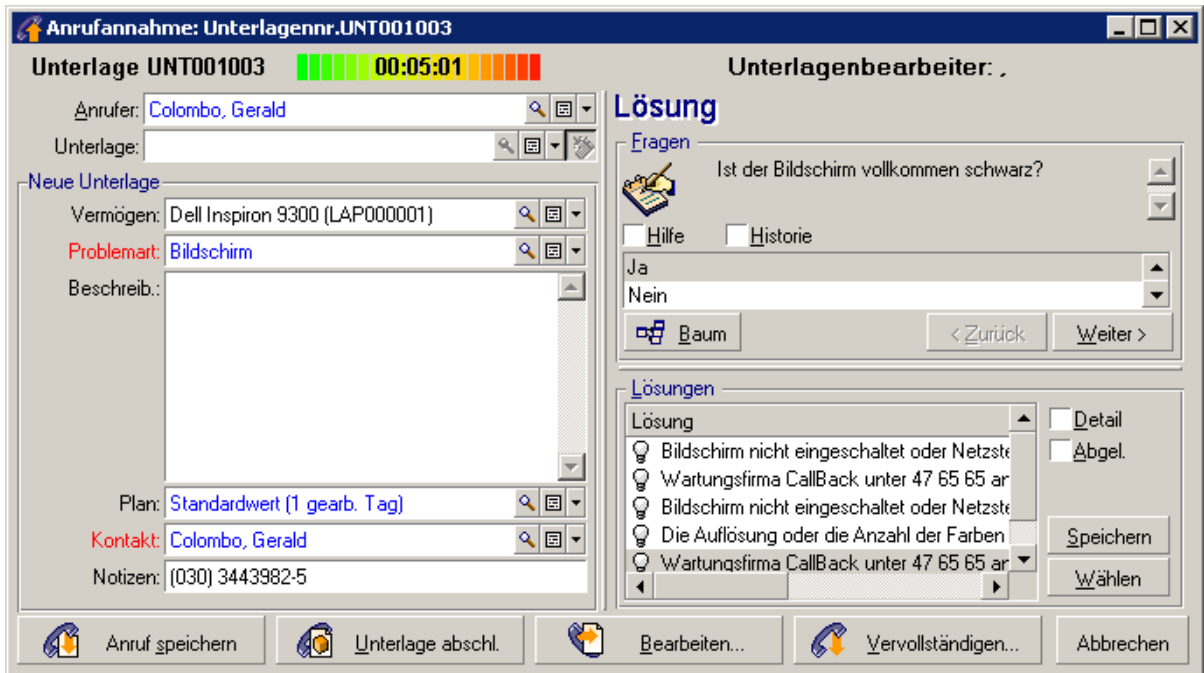 Anrufannahme: Unterlagennr.UNT001003
Unterlage UNT001003
00:05:01
Unterlagenbearbeiter: ,
Anrufer: Colombo, Gerald
Unterlage:
Neue Unterlage
Vermögen: Dell Inspiron 9300 (LAP000001)
Problemart: Bildschirm
Beschreib.:
Plan: Standardwert (1 gearb. Tag)
Kontakt: Colombo, Gerald
Notizen: (030) 3443982-5
Lösung
Fragen
Ist der Bildschirm vollkommen schwarz?
Hilfe Historie
Ja
Nein
Baum < Zurück Weiter >
Lösungen
Lösung
Bildschirm nicht eingeschaltet oder Netzste
Wartungsfirma CallBack unter 47 65 65 an
Bildschirm nicht eingeschaltet oder Netzste
Die Auflösung oder die Anzahl der Farben
Wartungsfirma CallBack unter 47 65 65 an
Detail
Abgel.
Speichern
Wählen
Anruf speichern Unterlage abschl. Bearbeiten... Vervollständigen... Abbrechen